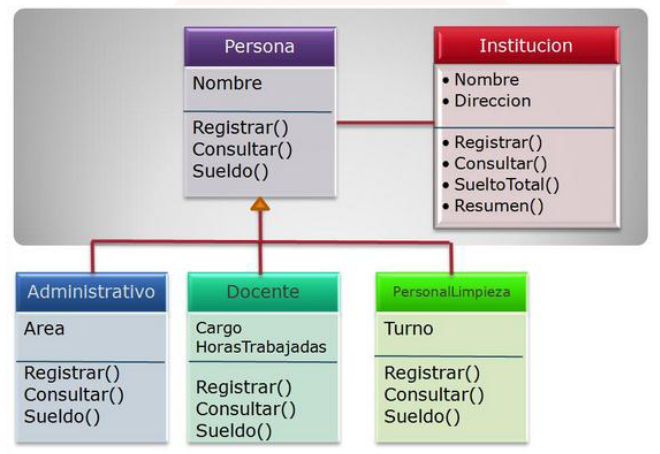 Persona
Nombre
Registrar()
Consultar()
Sueldo()
Institucion
• Nombre
• Direccion
• Registrar()
• Consultar()
• SueltoTotal()
• Resumen()
Administrativo
Area
Registrar()
Consultar()
Sueldo()
Docente
Cargo
HorasTrabajadas
Registrar()
Consultar()
Sueldo()
PersonalLimpieza
Turno
Registrar()
Consultar()
Sueldo()